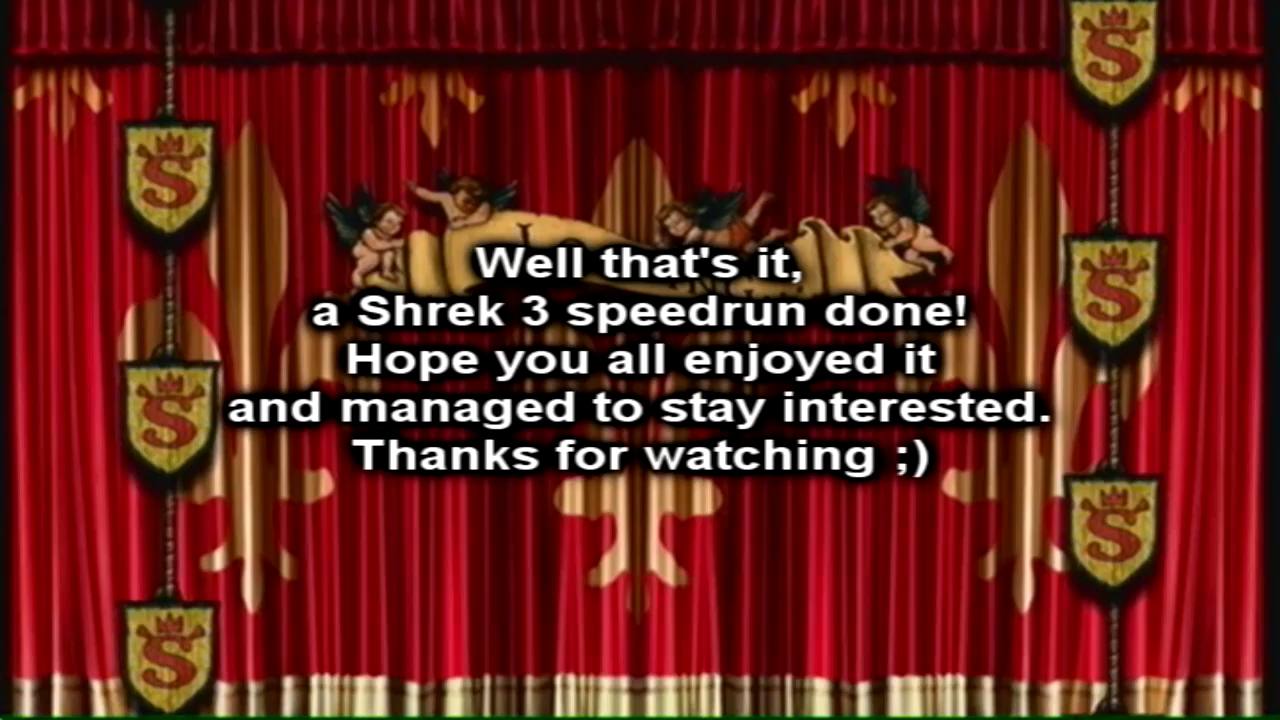 Well that's it,
a Shrek 3 speedrun done!
Hope you all enjoyed it
and managed to stay interested.
Thanks for watching ;)
S
S
S
S
S
S